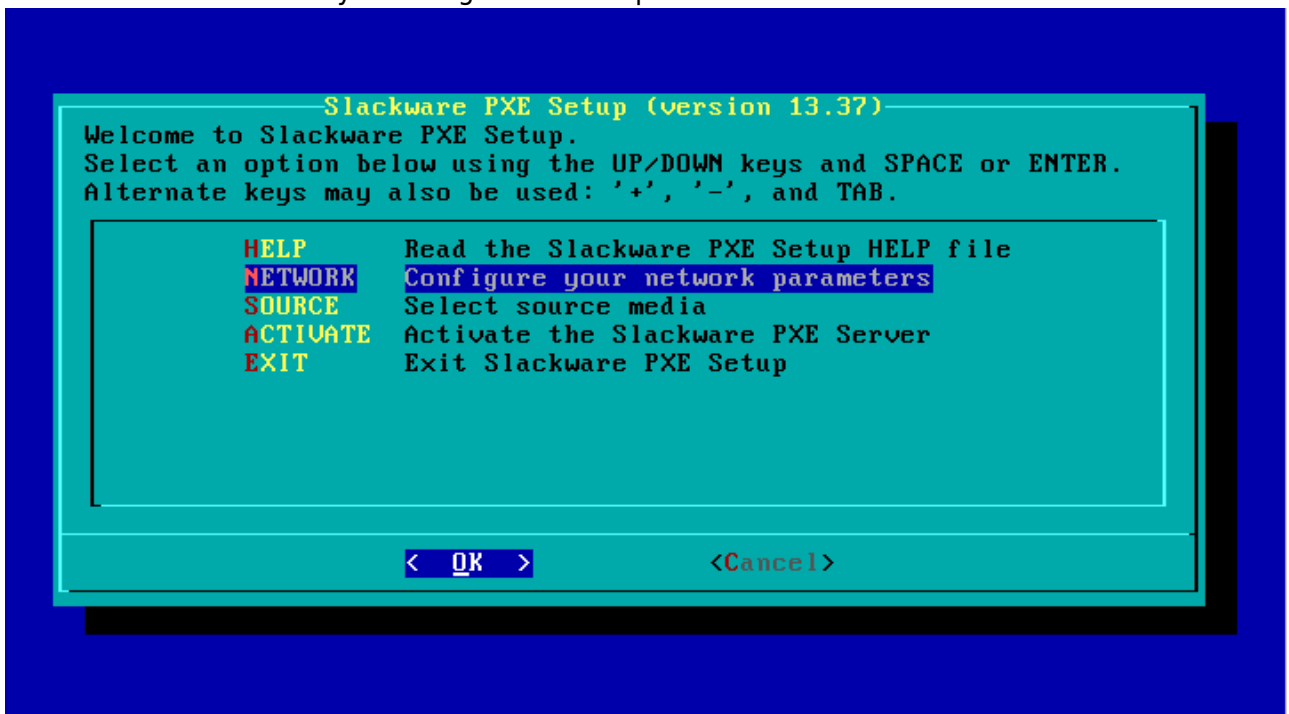 Slackware PXE Setup (version 13.37)
Welcome to Slackware PXE Setup.
Select an option below using the UP/DOWN keys and SPACE or ENTER.
Alternate keys may also be used: '+', '-', and TAB.
HELP Read the Slackware PXE Setup HELP file
NETWORK Configure your network parameters
SOURCE Select source media
ACTIVATE Activate the Slackware PXE Server
EXIT Exit Slackware PXE Setup
< OK > <Cancel>